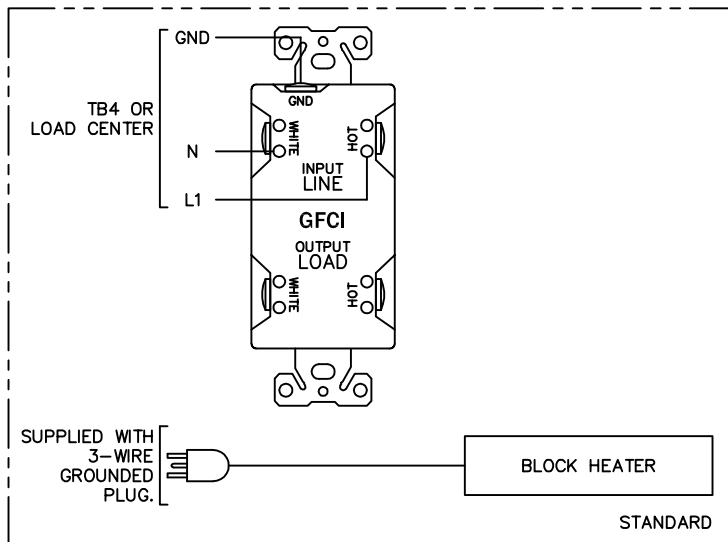 GND
TB4 OR
LOAD CENTER
N
L1
GND
WHITE
HOT
INPUT
LINE
GFCI
OUTPUT
LOAD
WHITE
HOT
SUPPLIED WITH
3-WIRE
GROUNDED
PLUG.
BLOCK HEATER
STANDARD